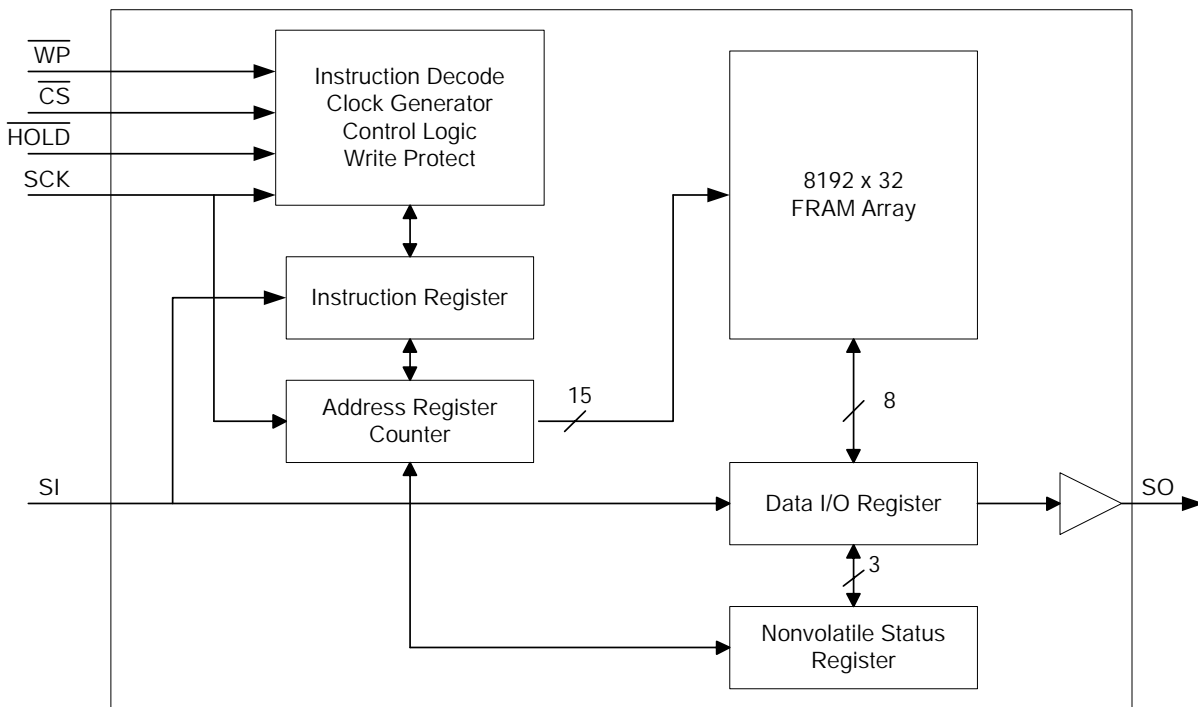 WP
CS
HOLD
SCK
Instruction Decode
Clock Generator
Control Logic
Write Protect
8192 x 32
FRAM Array
Instruction Register
Address Register
Counter
15
8
SI
Data I/O Register
SO
3
Nonvolatile Status
Register